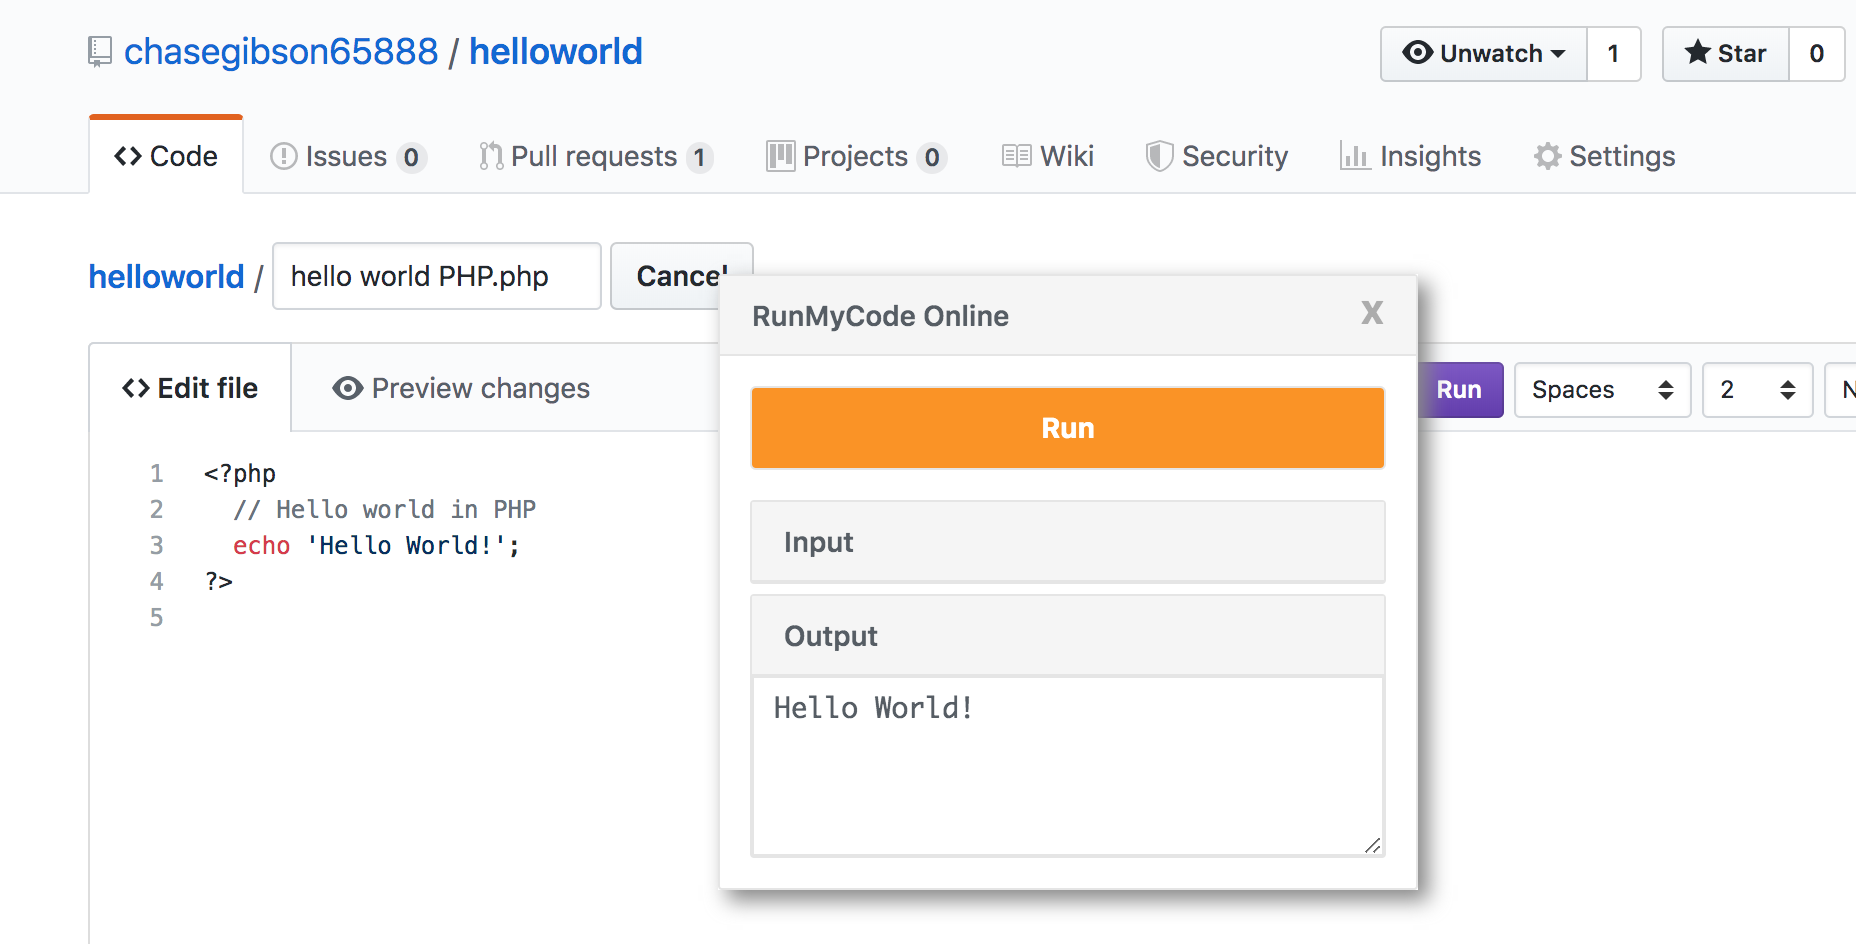 chasegibson65888 / helloworld
Unwatch 1 Star 0
Code Issues 0 Pull requests 1 Projects 0 Wiki Security Insights Settings
helloworld / hello world PHP.php Cancel
RunMyCode Online X
Edit file Preview changes
Run Spaces 2 N
Run
1 <?php
2 // Hello world in PHP
3 echo 'Hello World!';
4 ?>
5
Input
Output
Hello World!